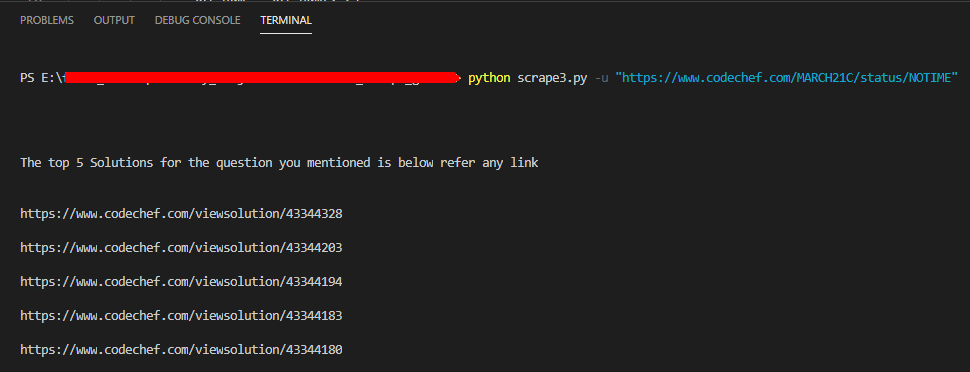 PROBLEMS OUTPUT DEBUG CONSOLE TERMINAL
PS E:\ > python scrape3.py -u "https://www.codechef.com/MARCH21C/status/NOTIME"
The top 5 Solutions for the question you mentioned is below refer any link
https://www.codechef.com/viewsolution/43344328
https://www.codechef.com/viewsolution/43344203
https://www.codechef.com/viewsolution/43344194
https://www.codechef.com/viewsolution/43344183
https://www.codechef.com/viewsolution/43344180